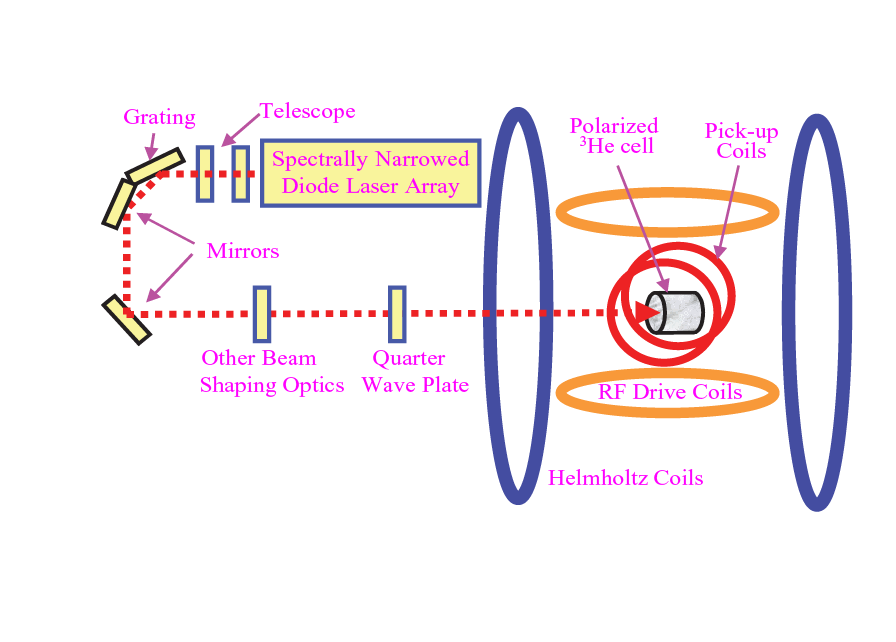 Grating
Telescope
Spectrally Narrowed
Diode Laser Array
Polarized
³He cell
Pick-up
Coils
Mirrors
Other Beam
Shaping Optics
Quarter
Wave Plate
RF Drive Coils
Helmholtz Coils